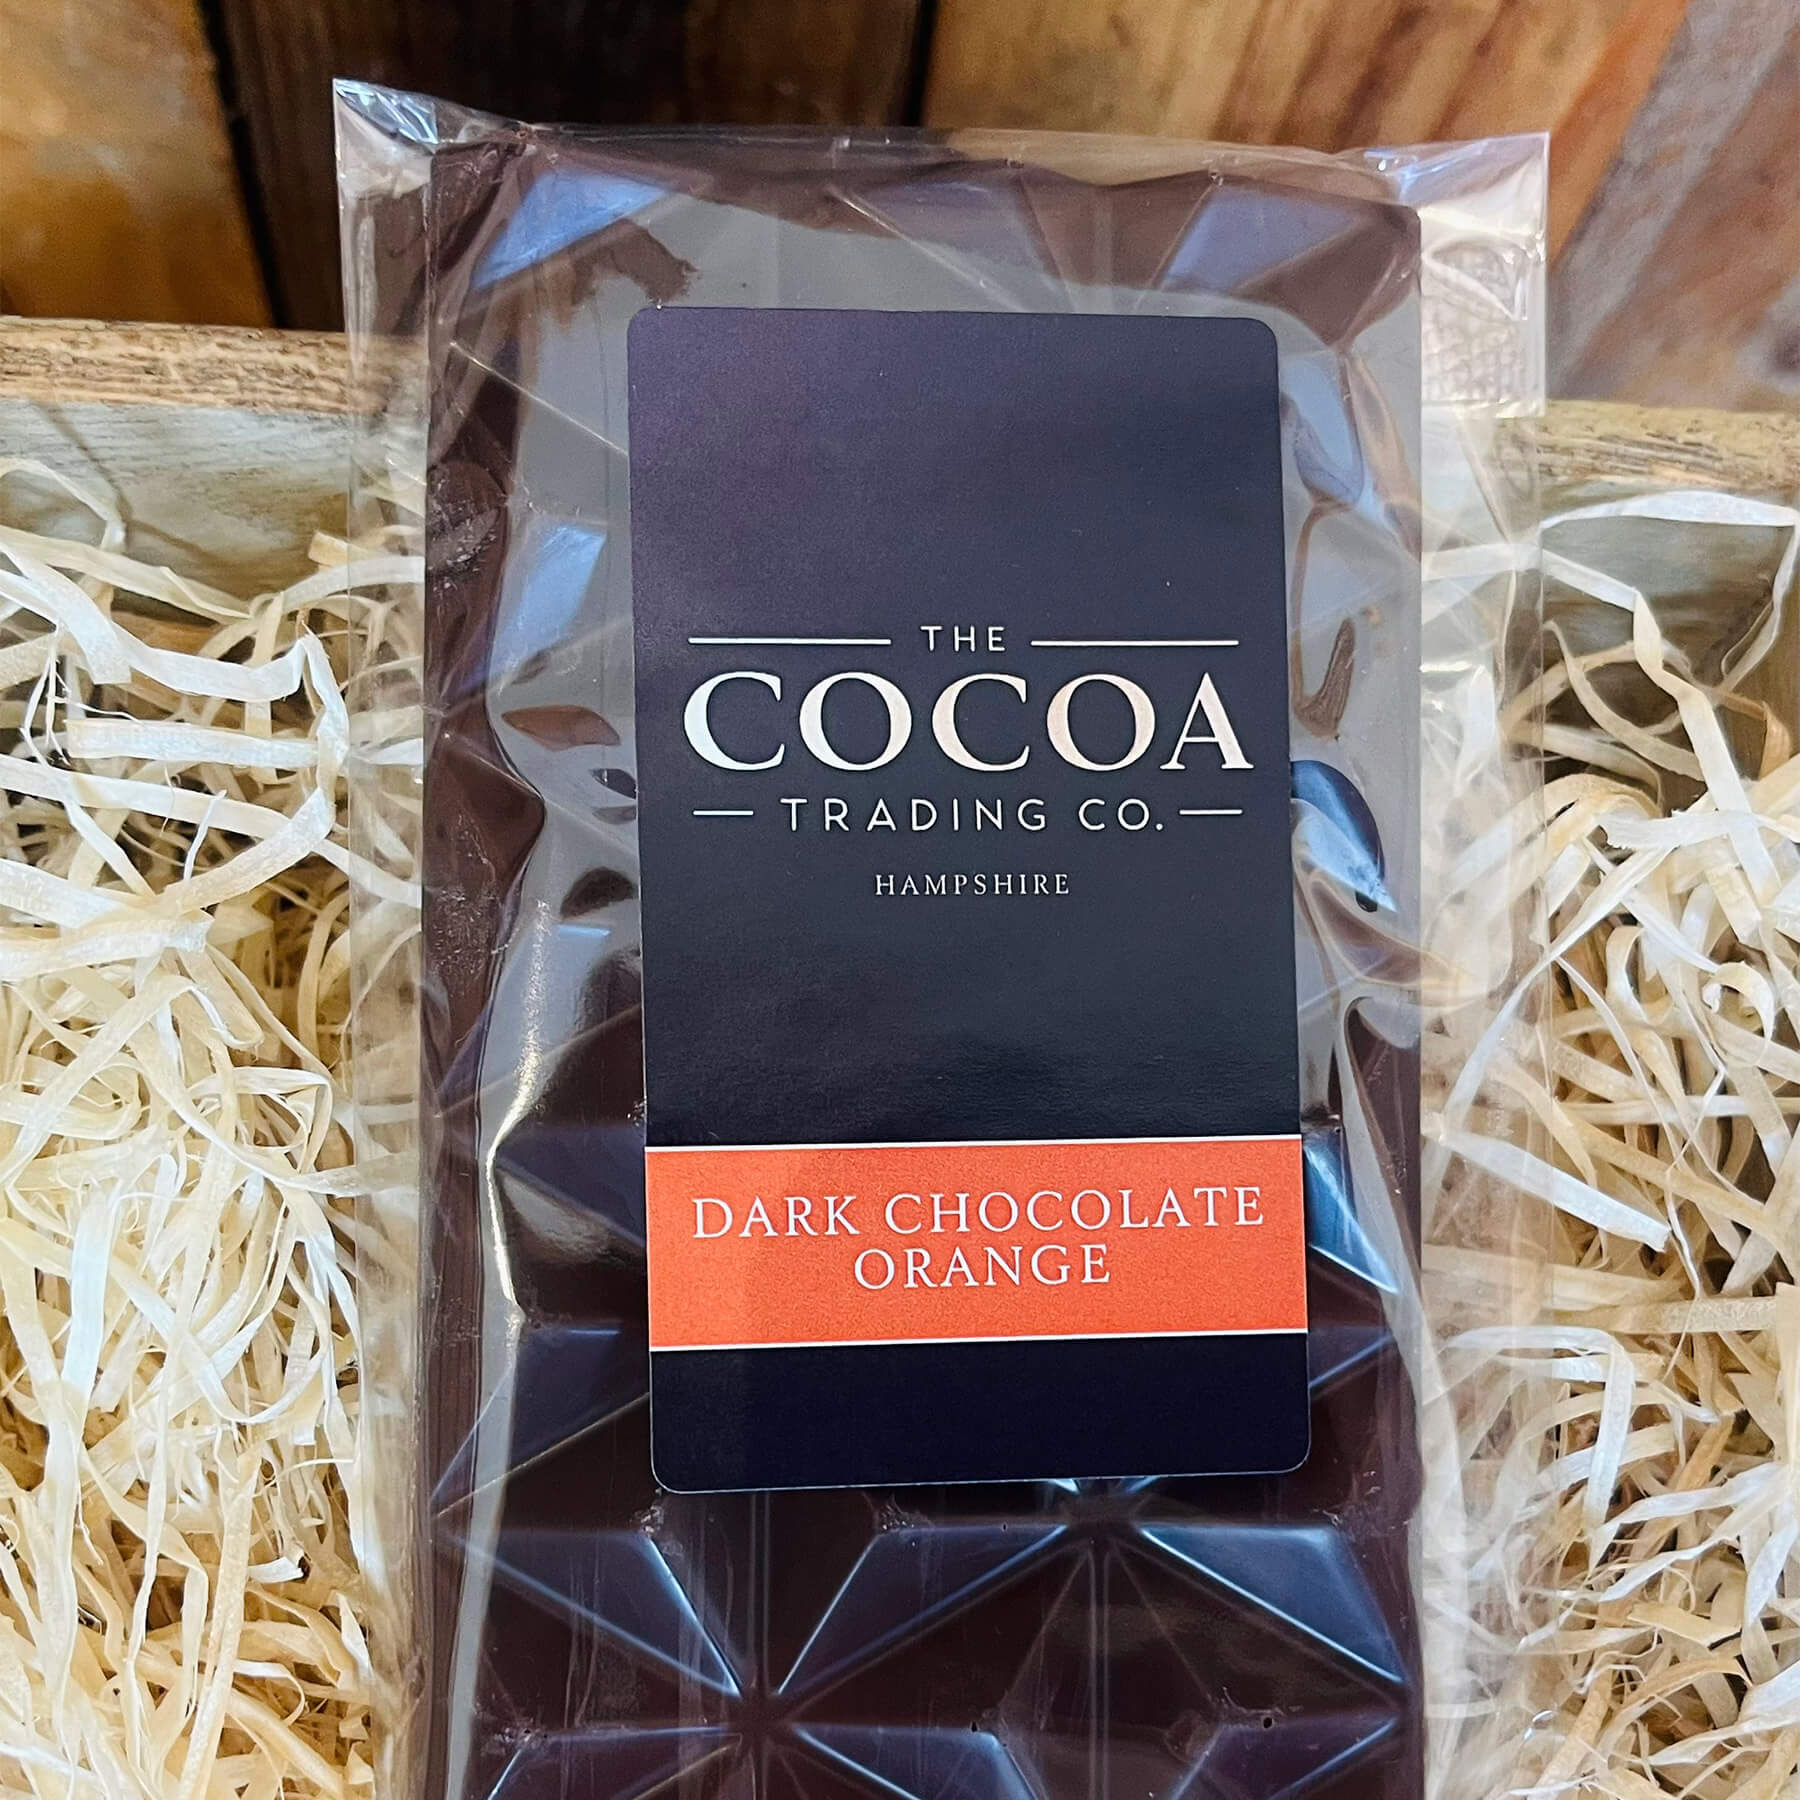 THE
COCOA
TRADING CO.
HAMPSHIRE
DARK CHOCOLATE
ORANGE